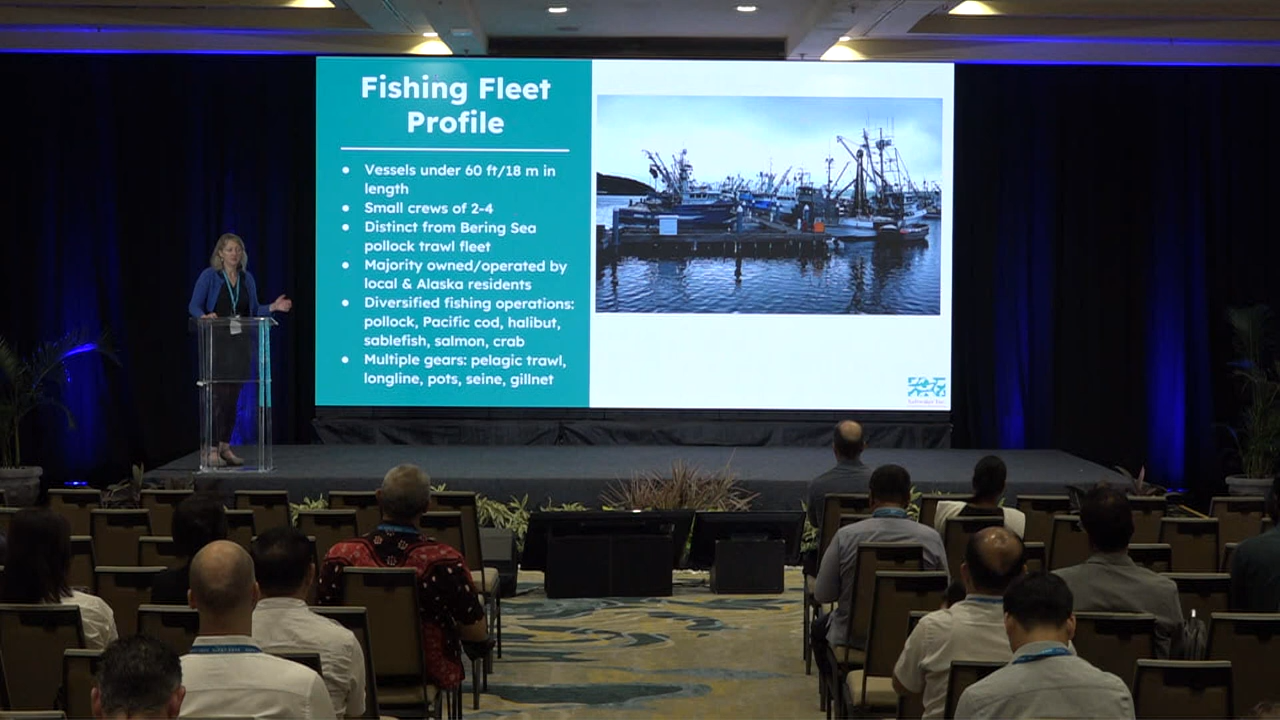 Fishing Fleet
Profile
● Vessels under 60 ft/18 m in
length
● Small crews of 2-4
● Distinct from Bering Sea
pollock trawl fleet
● Majority owned/operated by
local & Alaska residents
● Diversified fishing operations:
pollock, Pacific cod, halibut,
sablefish, salmon, crab
● Multiple gears: pelagic trawl,
longline, pots, seine, gillnet